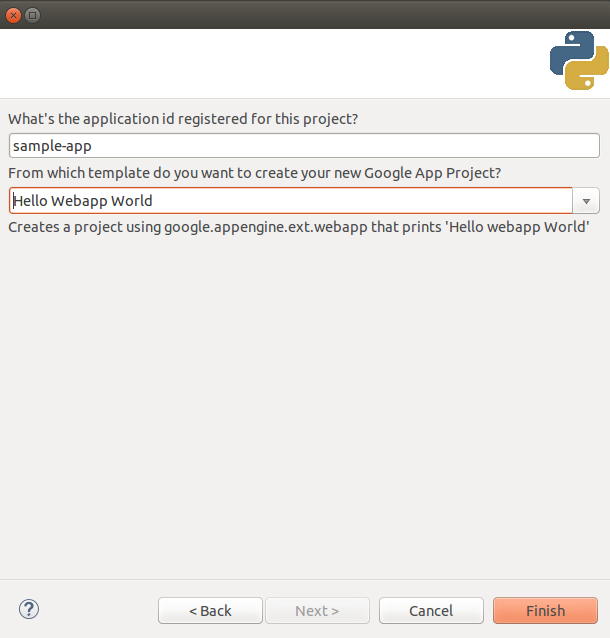 What's the application id registered for this project?
sample-app
From which template do you want to create your new Google App Project?
Hello Webapp World
Creates a project using google.appengine.ext.webapp that prints 'Hello webapp World'
?
< Back
Next >
Cancel
Finish